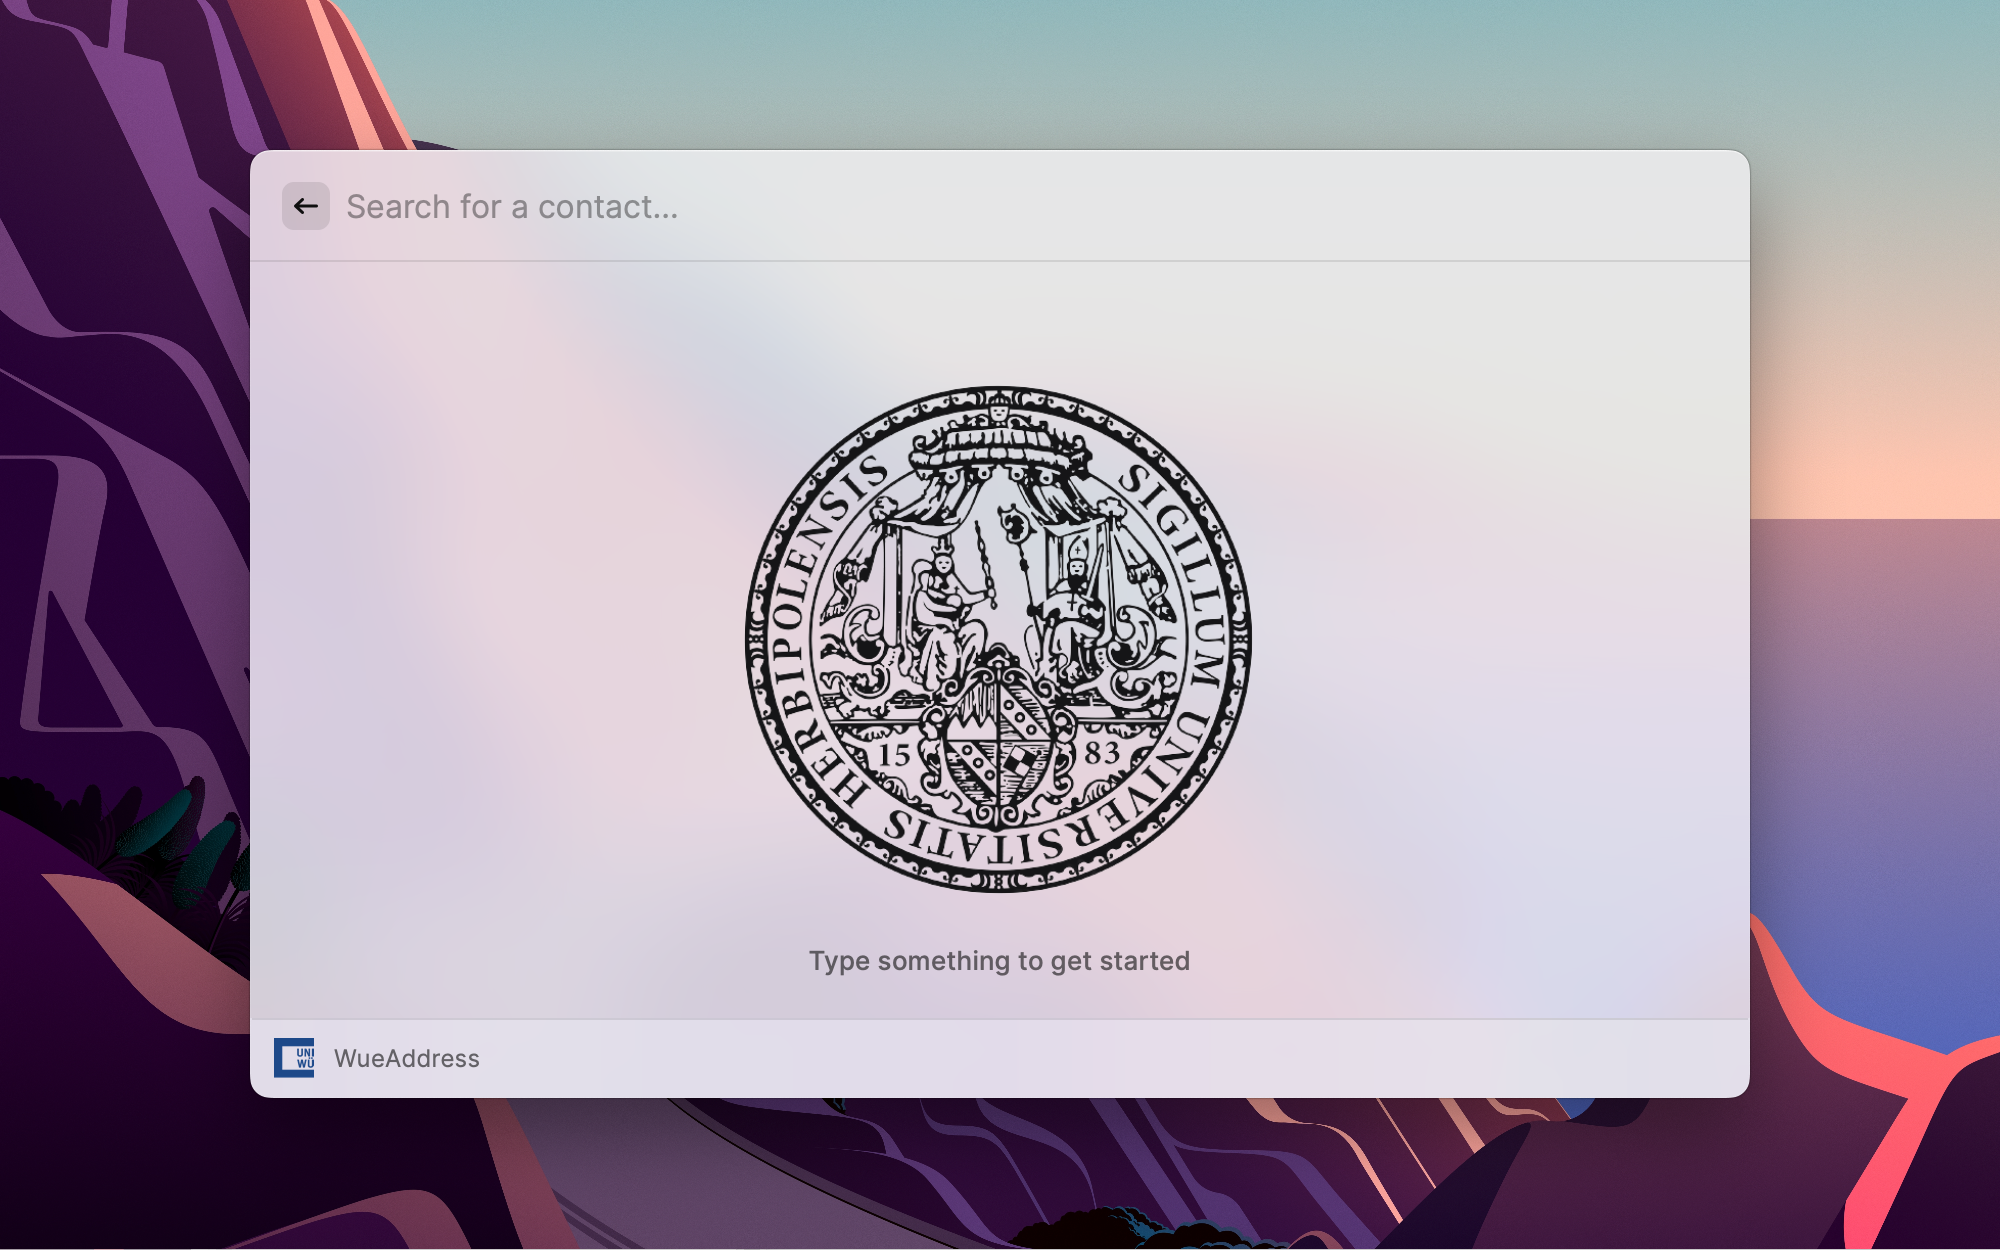 Search for a contact...
SIGILLUM UNIVERSITATIS HERBIPOLENSIS
15 83
Type something to get started
UNI
WÜ
WueAddress